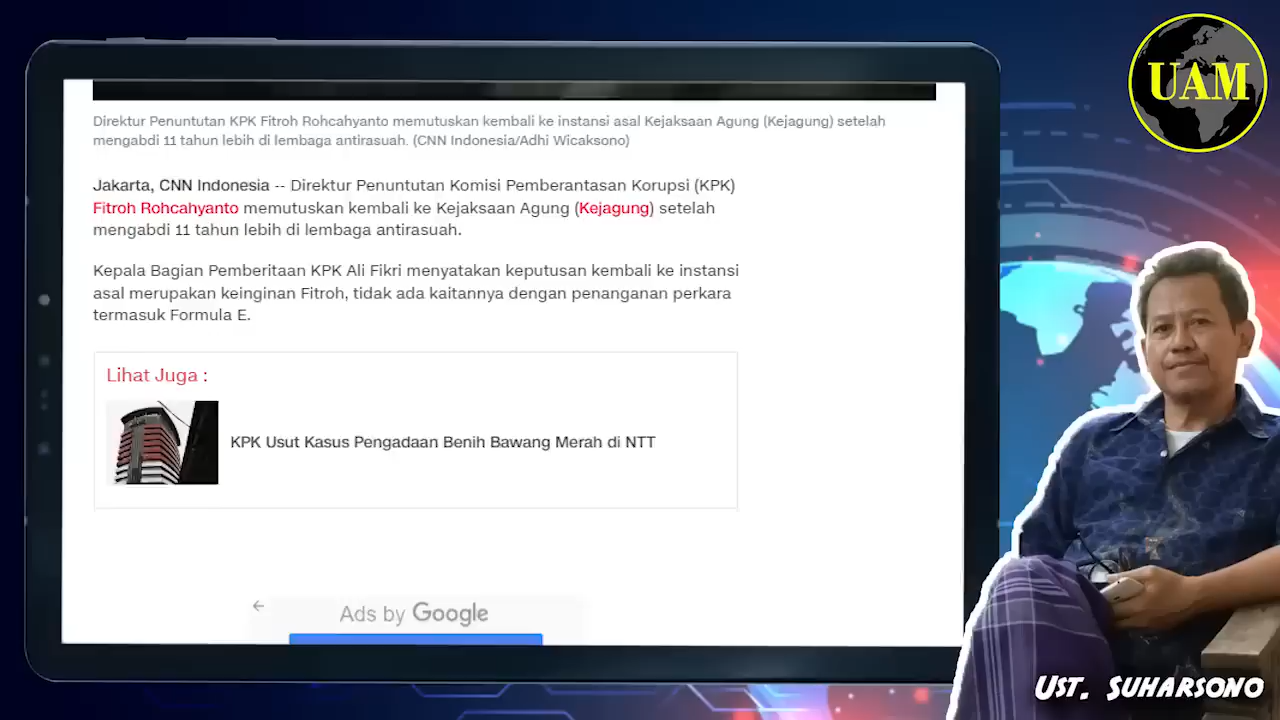 Direktur Penuntutan KPK Fitroh Rohcahyanto memutuskan kembali ke instansi asal Kejaksaan Agung (Kejagung) setelah
mengabdi 11 tahun lebih di lembaga antirasuah. (CNN Indonesia/Adhi Wicaksono)
Jakarta, CNN Indonesia -- Direktur Penuntutan Komisi Pemberantasan Korupsi (KPK)
Fitroh Rohcahyanto memutuskan kembali ke Kejaksaan Agung (Kejagung) setelah
mengabdi 11 tahun lebih di lembaga antirasuah.
Kepala Bagian Pemberitaan KPK Ali Fikri menyatakan keputusan kembali ke instansi
asal merupakan keinginan Fitroh, tidak ada kaitannya dengan penanganan perkara
termasuk Formula E.
Lihat Juga :
KPK Usut Kasus Pengadaan Benih Bawang Merah di NTT
Ads by Google
UAM
UST. SUHARSONO